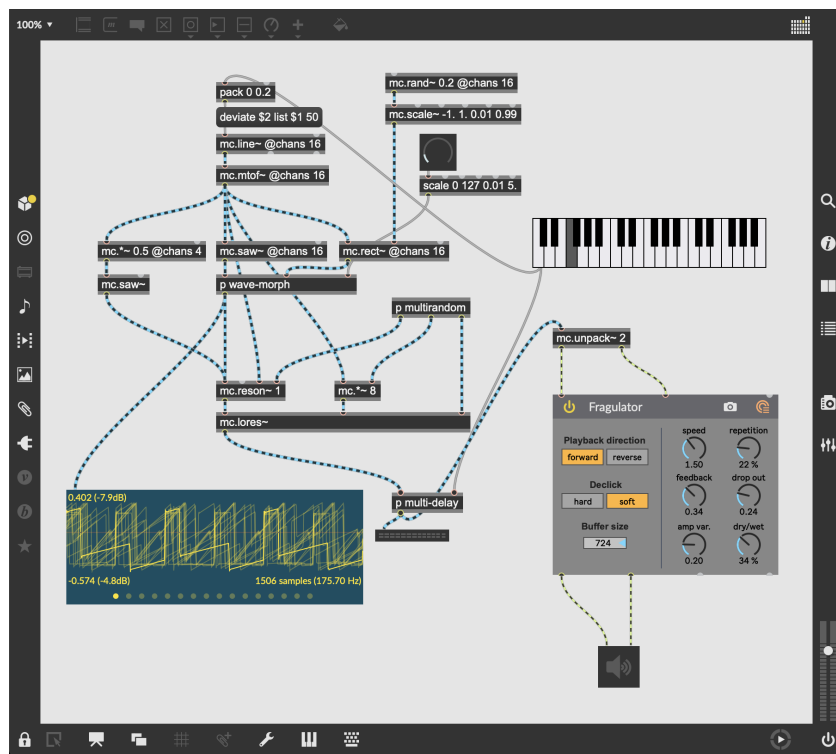 100% ▼
mc.rand~ 0.2 @chans 16
pack 0 0.2
deviate $2 list $1 50
mc.scale~ -1. 1. 0.01 0.99
mc.line~ @chans 16
mc.mtof~ @chans 16
scale 0 127 0.01 5.
mc.*~ 0.5 @chans 4
mc.saw~ @chans 16
mc.rect~ @chans 16
mc.saw~
p wave-morph
p multirandom
mc.unpack~ 2
mc.reson~ 1
mc.*~ 8
mc.lores~
Fragulator
Playback direction
forward
reverse
Declick
hard
soft
Buffer size
724
speed
1.50
repetition
22 %
feedback
0.34
drop out
0.24
amp var.
0.20
dry/wet
34 %
p multi-delay
0.402 (-7.9dB)
-0.574 (-4.8dB)
1506 samples (175.70 Hz)